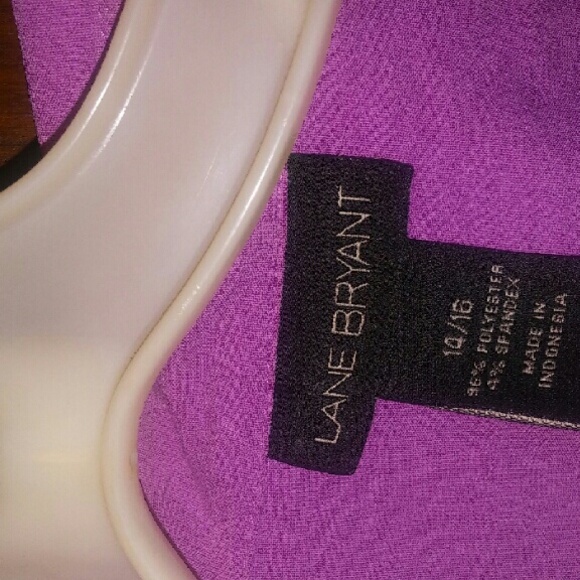 LANE BRYANT
14/16
96% POLYESTER
4% SPANDEX
MADE IN
INDONESIA